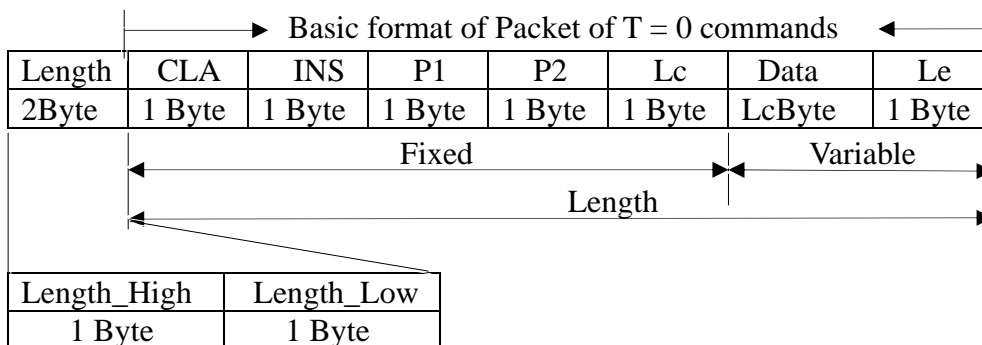 Basic format of Packet of T = 0 commands
Length CLA INS P1 P2 Lc Data Le
2Byte 1 Byte 1 Byte 1 Byte 1 Byte 1 Byte LcByte 1 Byte
Fixed Variable
Length
Length_High Length_Low
1 Byte 1 Byte